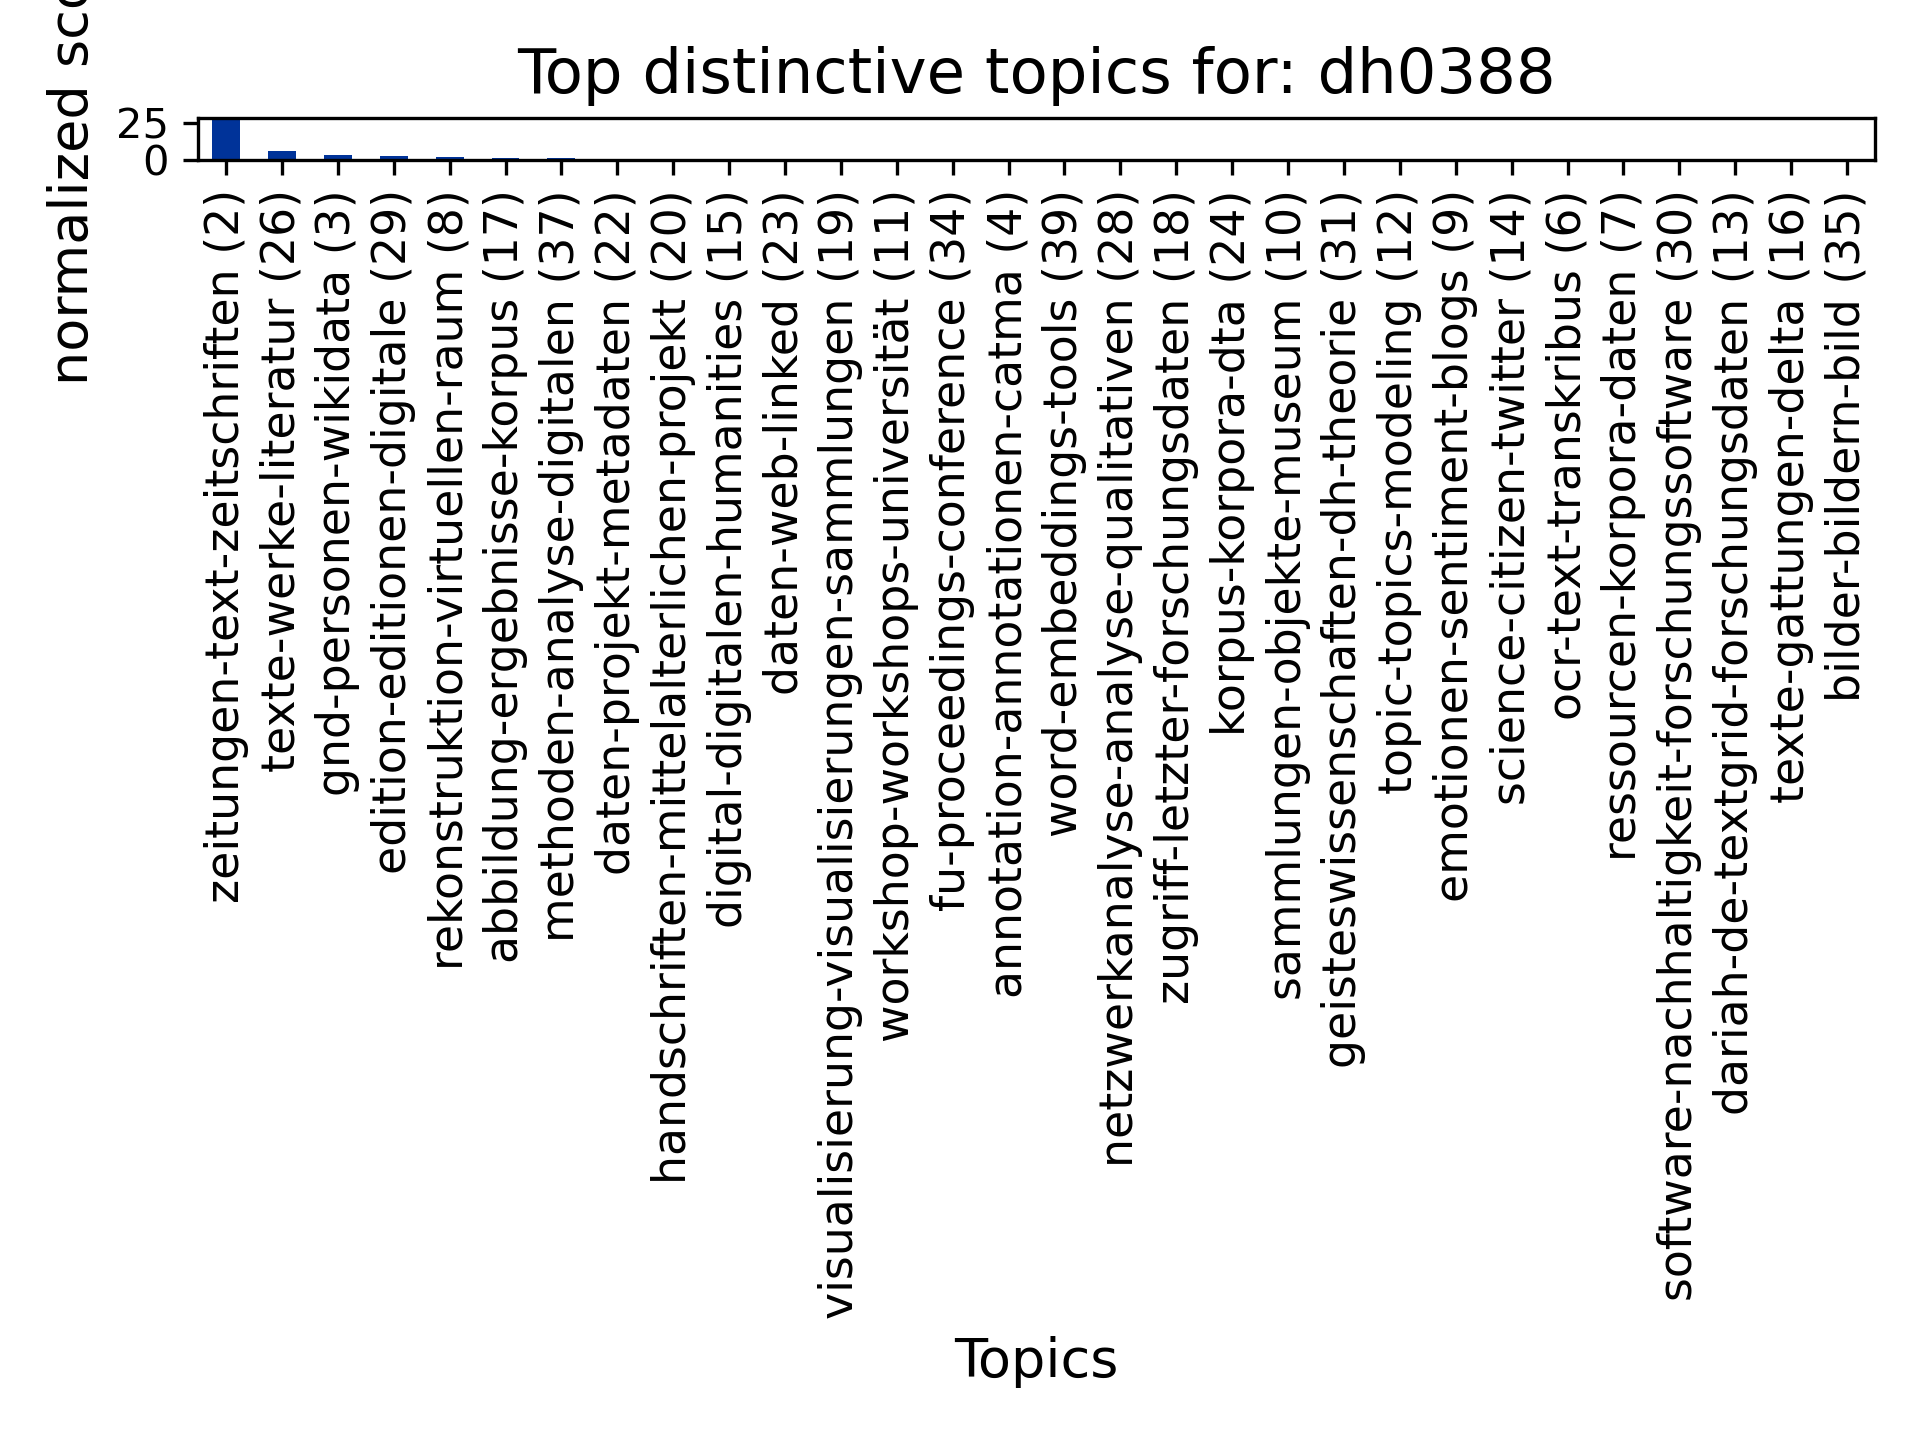 Top distinctive topics for: dh0388
normalized sco
25
0
zeitungen-text-zeitschriften (2)
texte-werke-literatur (26)
gnd-personen-wikidata (3)
edition-editionen-digitale (29)
rekonstruktion-virtuellen-raum (8)
abbildung-ergebnisse-korpus (17)
methoden-analyse-digitalen (37)
daten-projekt-metadaten (22)
handschriften-mittelalterlichen-projekt (20)
digital-digitalen-humanities (15)
daten-web-linked (23)
visualisierung-visualisierungen-sammlungen (19)
workshop-workshops-universität (11)
fu-proceedings-conference (34)
annotation-annotationen-catma (4)
word-embeddings-tools (39)
netzwerkanalyse-analyse-qualitativen (28)
zugriff-letzter-forschungsdaten (18)
korpus-korpora-dta (24)
sammlungen-objekte-museum (10)
geisteswissenschaften-dh-theorie (31)
topic-topics-modeling (12)
emotionen-sentiment-blogs (9)
science-citizen-twitter (14)
ocr-text-transkribus (6)
ressourcen-korpora-daten (7)
software-nachhaltigkeit-forschungssoftware (30)
dariah-de-textgrid-forschungsdaten (13)
texte-gattungen-delta (16)
bilder-bildern-bild (35)
Topics